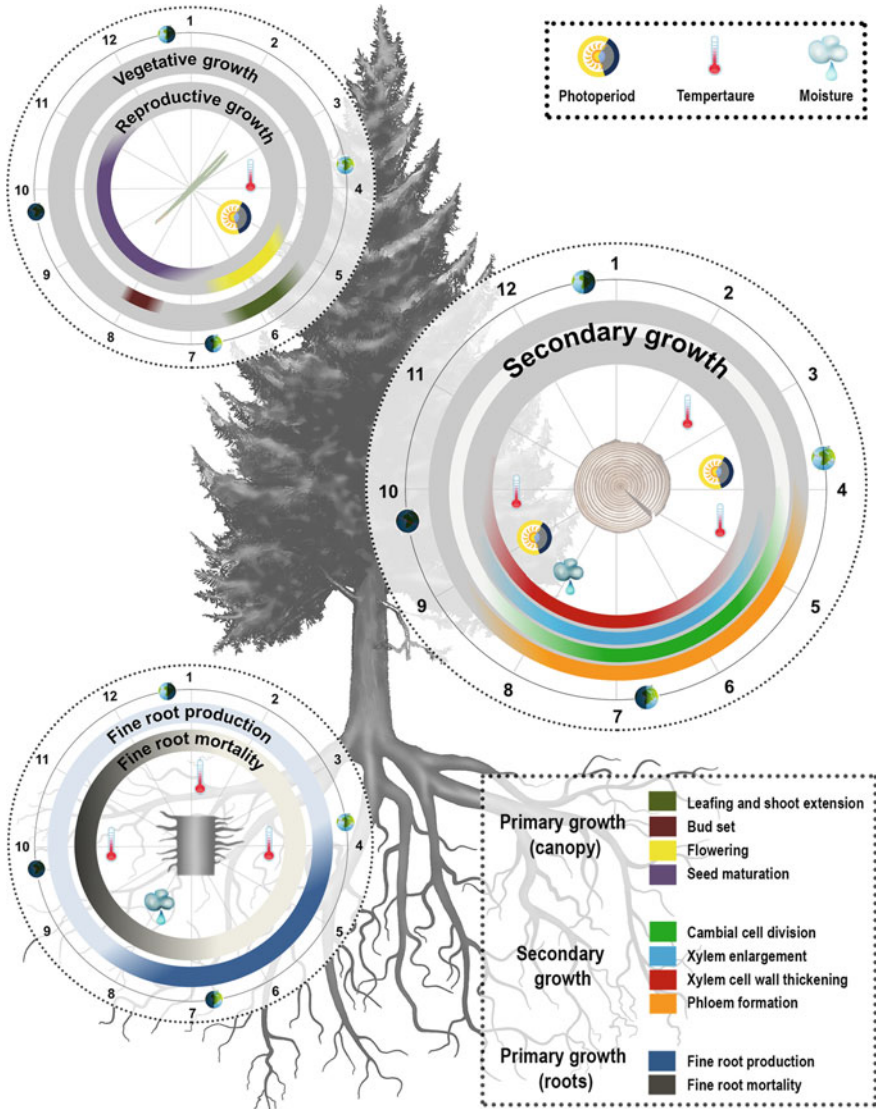 1
2
3
4
5
6
7
8
9
10
11
12
Vegetative growth
Reproductive growth
Photoperiod
Tempertaure
Moisture
1
2
3
4
5
6
7
8
9
10
11
12
Secondary growth
1
2
3
4
5
6
7
8
9
10
11
12
Fine root production
Fine root mortality
Primary growth
(canopy)
Leafing and shoot extension
Bud set
Flowering
Seed maturation
Secondary
growth
Cambial cell division
Xylem enlargement
Xylem cell wall thickening
Phloem formation
Primary growth
(roots)
Fine root production
Fine root mortality